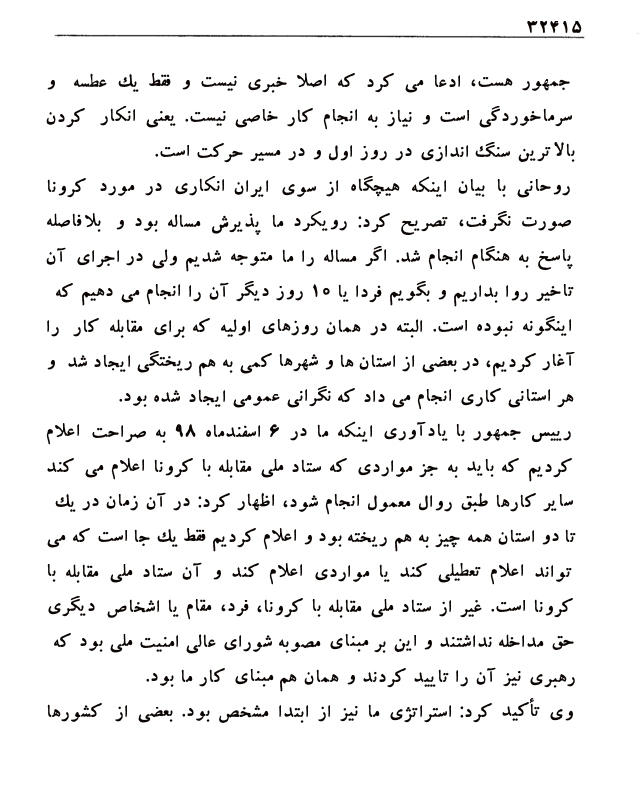 ۳۲۴۱۵
جمهور هست، ادعا می کرد که اصلا خبری نیست و فقط یك عطسه و
سرماخوردگی است و نیاز به انجام کار خاصی نیست. یعنی انکار کردن
بالاترین سنگ اندازی در روز اول و در مسیر حرکت است.
روحانی با بیان اینکه هیچگاه از سوی ایران انکاری در مورد کرونا
صورت نگرفت، تصریح کرد: رویکرد ما پذیرش مساله بود و بلافاصله
پاسخ به هنگام انجام شد. اگر مساله را ما متوجه شدیم ولی در اجرای آن
تاخیر روا بداریم و بگویم فردا یا ۱۰ روز دیگر آن را انجام می دهیم که
اینگونه نبوده است. البته در همان روزهای اولیه که برای مقابله کار را
آغار کردیم، در بعضی از استان ها و شهرها کمی به هم ریختگی ایجاد شد و
هر استانی کاری انجام می داد که نگرانی عمومی ایجاد شده بود.
رییس جمهور با یادآوری اینکه ما در ۶ اسفندماه ۹۸ به صراحت اعلام
کردیم که باید به جز مواردی که ستاد ملی مقابله با کرونا اعلام می کند
سایر کارها طبق روال معمول انجام شود، اظهار کرد: در آن زمان در یك
تا دو استان همه چیز به هم ریخته بود و اعلام کردیم فقط یك جا است که می
تواند اعلام تعطیلی کند یا مواردی اعلام کند و آن ستاد ملی مقابله با
کرونا است. غیر از ستاد ملی مقابله با کرونا، فرد، مقام یا اشخاص دیگری
حق مداخله نداشتند و این بر مبنای مصوبه شورای عالی امنیت ملی بود که
رهبری نیز آن را تایید کردند و همان هم مبنای کار ما بود.
وی تأکید کرد: استراتژی ما نیز از ابتدا مشخص بود. بعضی از کشورها